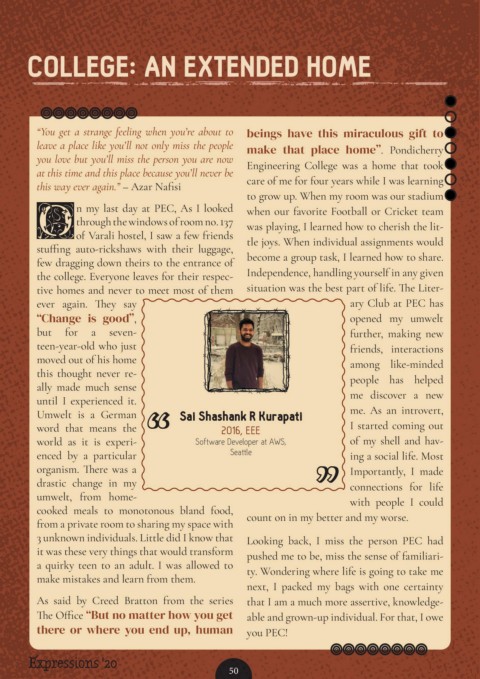 COLLEGE: AN EXTENDED HOME
“You get a strange feeling when you’re about to
leave a place like you’ll not only miss the people
you love but you’ll miss the person you are now
at this time and this place because you’ll never be
this way ever again.” – Azar Nafisi
On my last day at PEC, As I looked
through the windows of room no. 137
of Varali hostel, I saw a few friends
stuffing auto-rickshaws with their luggage,
few dragging down theirs to the entrance of
the college. Everyone leaves for their respec-
tive homes and never to meet most of them
ever again. They say
“Change is good”,
but for a seven-
teen-year-old who just
moved out of his home
this thought never re-
ally made much sense
until I experienced it.
Umwelt is a German
word that means the
world as it is experi-
enced by a particular
organism. There was a
drastic change in my
umwelt, from home-
cooked meals to monotonous bland food,
from a private room to sharing my space with
3 unknown individuals. Little did I know that
it was these very things that would transform
a quirky teen to an adult. I was allowed to
make mistakes and learn from them.
As said by Creed Bratton from the series
The Office “But no matter how you get
there or where you end up, human
beings have this miraculous gift to
make that place home”. Pondicherry
Engineering College was a home that took
care of me for four years while I was learning
to grow up. When my room was our stadium
when our favorite Football or Cricket team
was playing, I learned how to cherish the lit-
tle joys. When individual assignments would
become a group task, I learned how to share.
Independence, handling yourself in any given
situation was the best part of life. The Liter-
ary Club at PEC has
opened my umwelt
further, making new
friends, interactions
among like-minded
people has helped
me discover a new
me. As an introvert,
I started coming out
of my shell and hav-
ing a social life. Most
Importantly, I made
connections for life
with people I could
count on in my better and my worse.
Looking back, I miss the person PEC had
pushed me to be, miss the sense of familiari-
ty. Wondering where life is going to take me
next, I packed my bags with one certainty
that I am a much more assertive, knowledge-
able and grown-up individual. For that, I owe
you PEC!
“
Sai Shashank R Kurapati
2016, EEE
Software Developer at AWS,
Seattle
”
Expressions '20
50